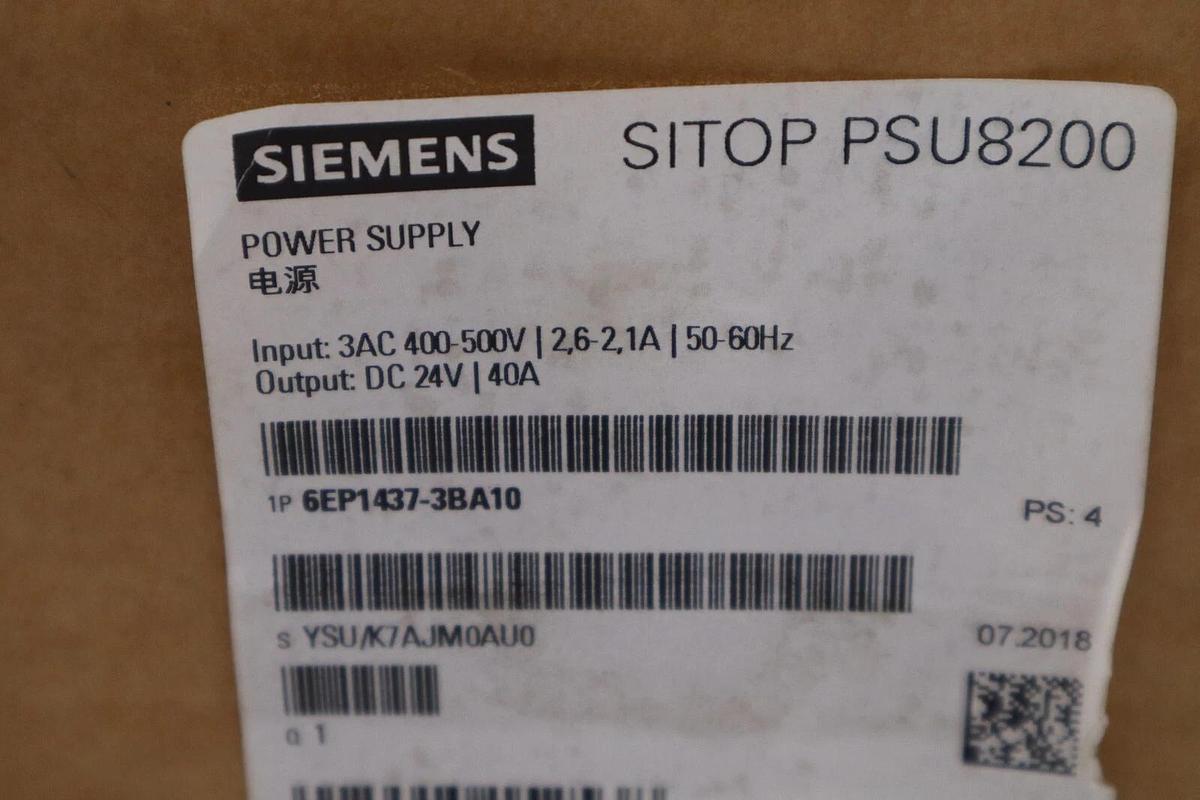 SIEMENS
SITOP PSU8200
POWER SUPPLY
电源
Input: 3AC 400-500V | 2,6-2,1A | 50-60Hz
Output: DC 24V | 40A
1P 6EP1437-3BA10
PS: 4
S YSU/K7AJM0AU0
07.2018
Q 1